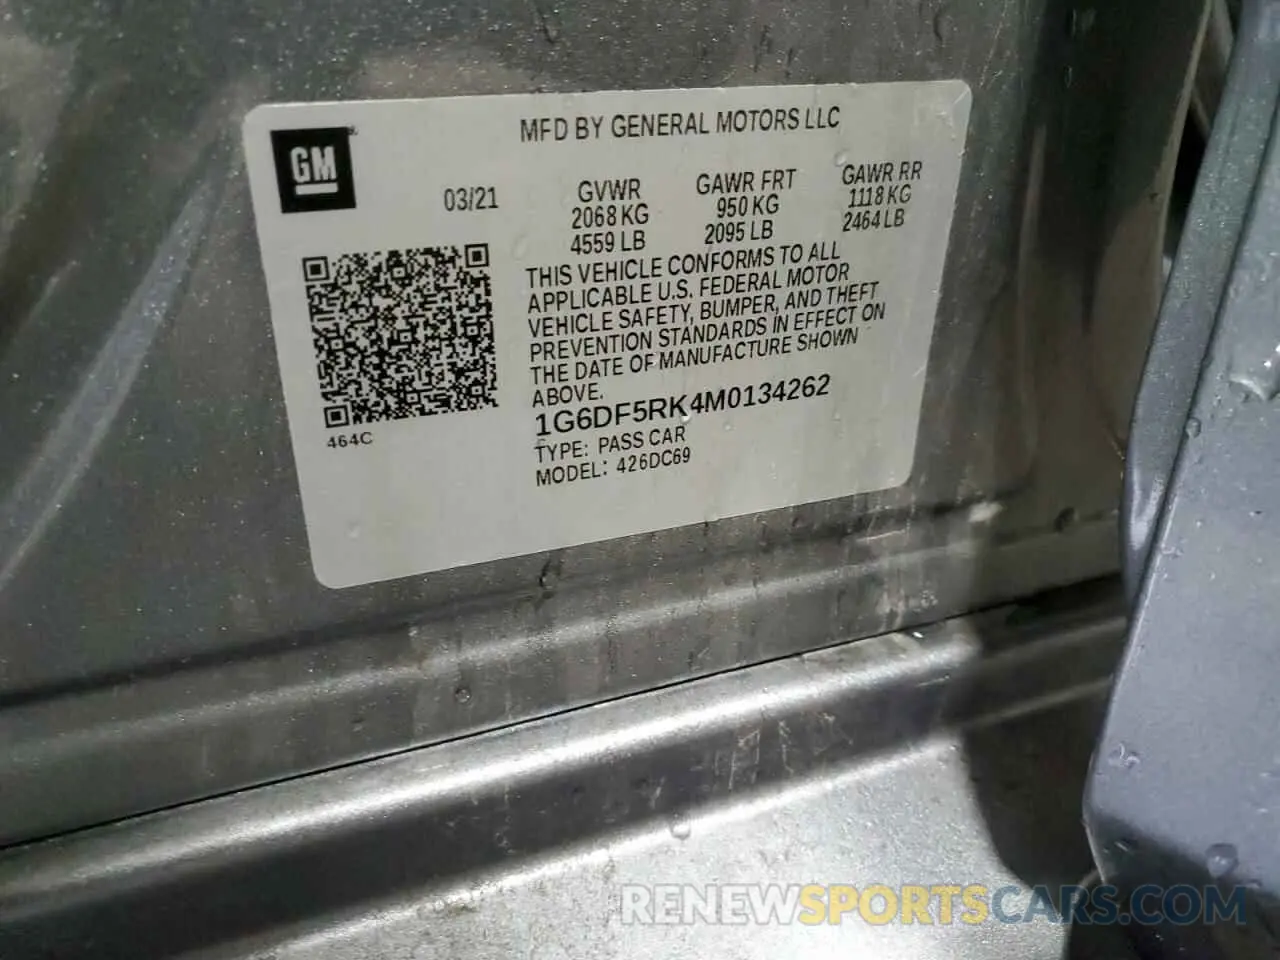 MFD BY GENERAL MOTORS LLC
GM
03/21
GVWR
2068 KG
4559 LB
GAWR FRT
950 KG
2095 LB
GAWR RR
1118 KG
2464 LB
THIS VEHICLE CONFORMS TO ALL
APPLICABLE U.S. FEDERAL MOTOR
VEHICLE SAFETY, BUMPER, AND THEFT
PREVENTION STANDARDS IN EFFECT ON
THE DATE OF MANUFACTURE SHOWN
ABOVE.
1G6DF5RK4M0134262
TYPE: PASS CAR
MODEL: 426DC69
464C
RENEWSPORTSCARS.COM